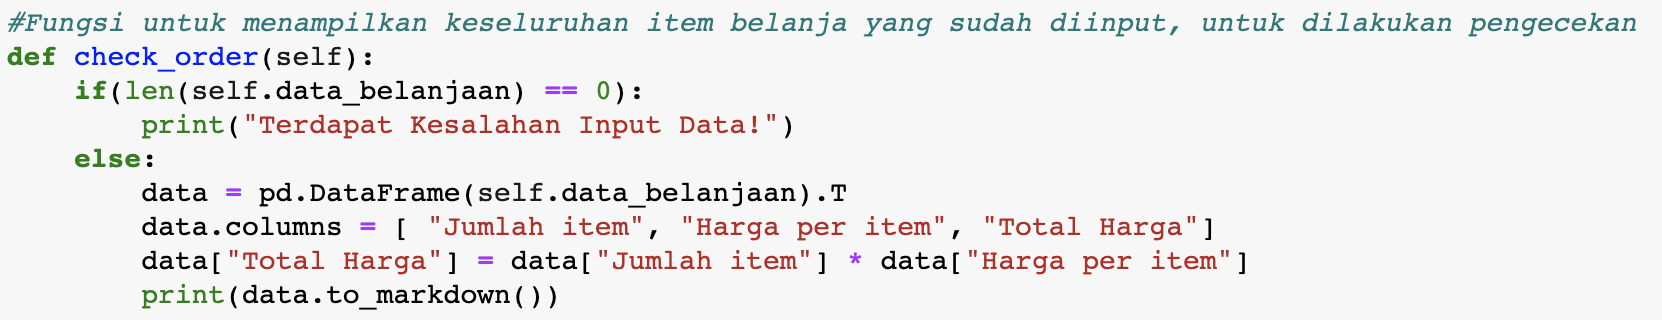 #Fungsi untuk menampilkan keseluruhan item belanja yang sudah diinput, untuk dilakukan pengecekan
def check_order(self):
    if(len(self.data_belanjaan) == 0):
        print("Terdapat Kesalahan Input Data!")
    else:
        data = pd.DataFrame(self.data_belanjaan).T
        data.columns = [ "Jumlah item", "Harga per item", "Total Harga"]
        data["Total Harga"] = data["Jumlah item"] * data["Harga per item"]
        print(data.to_markdown())